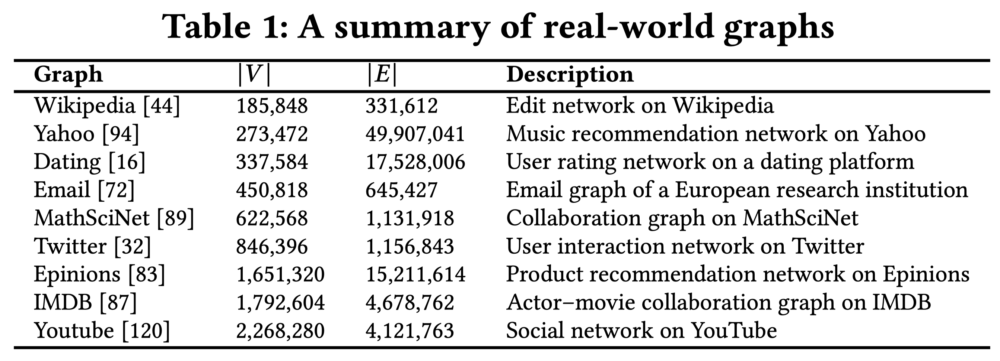 Table 1: A summary of real-world graphs
Graph |V| |E| Description
Wikipedia [44] 185,848 331,612 Edit network on Wikipedia
Yahoo [94] 273,472 49,907,041 Music recommendation network on Yahoo
Dating [16] 337,584 17,528,006 User rating network on a dating platform
Email [72] 450,818 645,427 Email graph of a European research institution
MathSciNet [89] 622,568 1,131,918 Collaboration graph on MathSciNet
Twitter [32] 846,396 1,156,843 User interaction network on Twitter
Epinions [83] 1,651,320 15,211,614 Product recommendation network on Epinions
IMDB [87] 1,792,604 4,678,762 Actor–movie collaboration graph on IMDB
Youtube [120] 2,268,280 4,121,763 Social network on YouTube